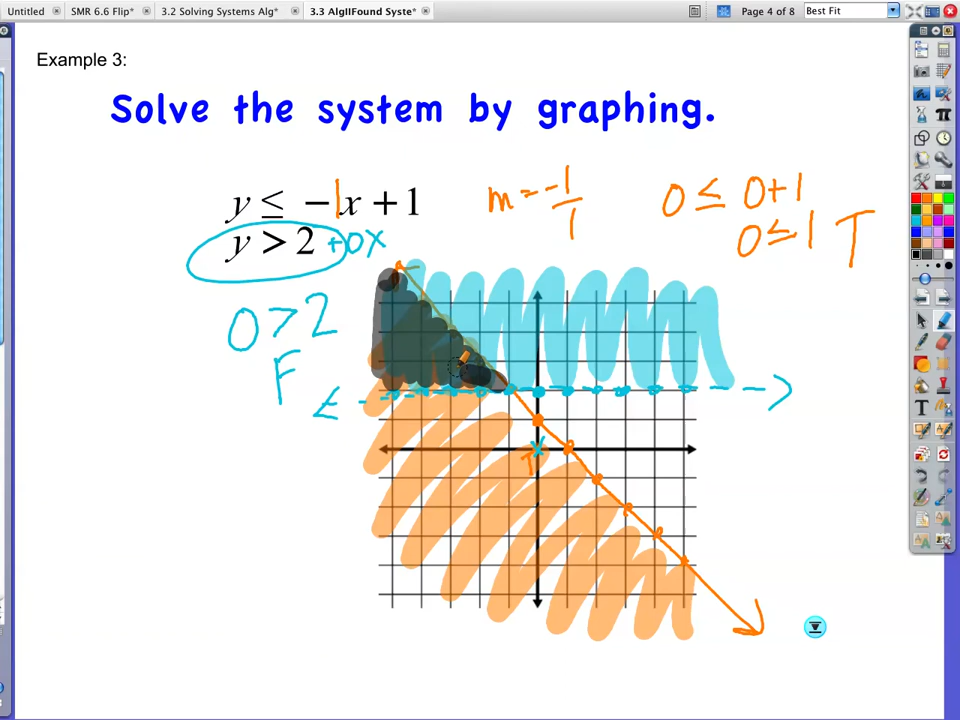 Untitled SMR 6.6 Flip* 3.2 Solving Systems Alg* 3.3 AlgIIFound Syste* Page 4 of 8 Best Fit
Example 3:
Solve the system by graphing.
y ≤ -1x + 1
y > 2 +0x
m = -1/1
0 ≤ 0+1
0 ≤ 1 T
0 > 2
F
T